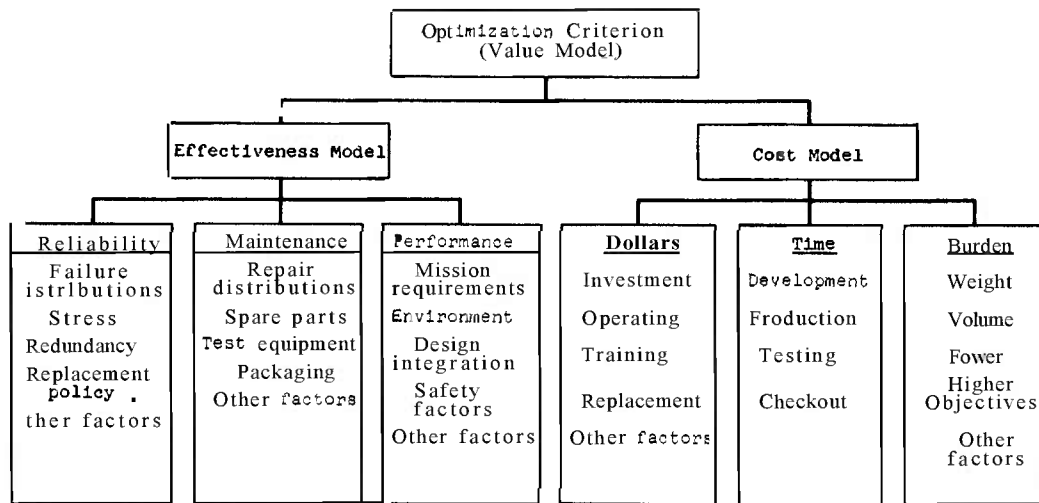 Optimization Criterion
(Value Model)
Effectiveness Model
Cost Model
Reliability
Failure
istrlbutions
Stress
Redundancy
Replacement
policy .
ther factors
Maintenance
Repair
distributions
Spare parts
Test equipment
Packaging
Other factors
Performance
Mission
requirements
Environment
Design
integration
Safety
factors
Other factors
Dollars
Investment
Operating
Training
Replacement
Other factors
Time
Development
Froduction
Testing
Checkout
Burden
Weight
Volume
Fower
Higher
Objectives
Other
factors